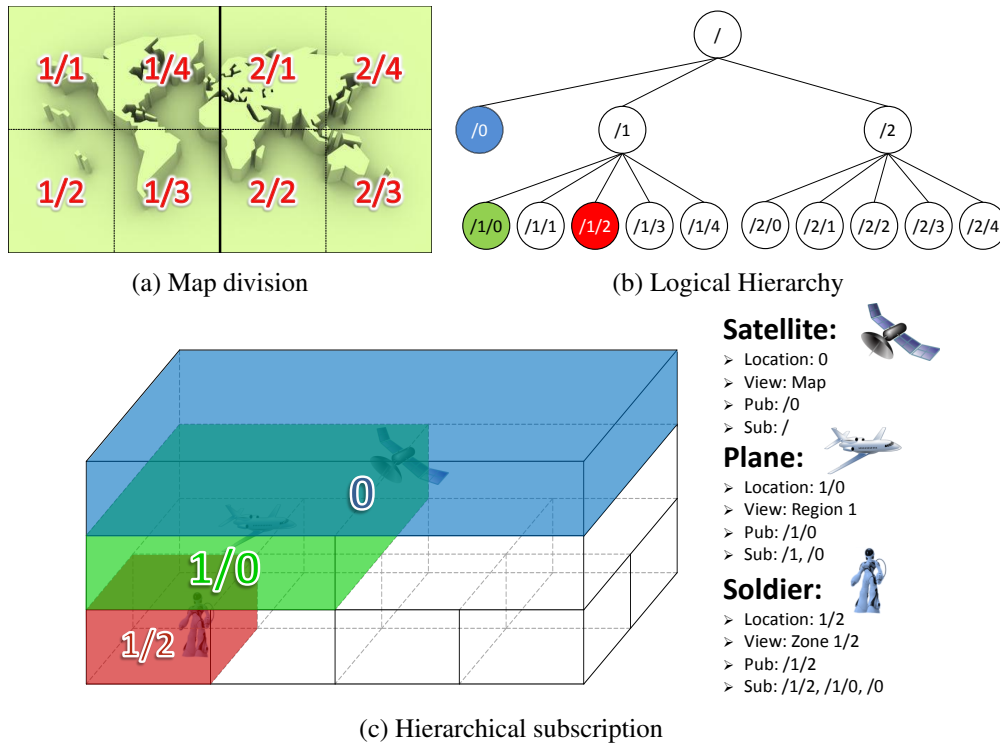 1/1 1/4 2/1 2/4
1/2 1/3 2/2 2/3
(a) Map division
/
/0 /1 /2
/1/0 /1/1 /1/2 /1/3 /1/4 /2/0 /2/1 /2/2 /2/3 /2/4
(b) Logical Hierarchy
0
1/0
1/2
Satellite:
➢ Location: 0
➢ View: Map
➢ Pub: /0
➢ Sub: /
Plane:
➢ Location: 1/0
➢ View: Region 1
➢ Pub: /1/0
➢ Sub: /1, /0
Soldier:
➢ Location: 1/2
➢ View: Zone 1/2
➢ Pub: /1/2
➢ Sub: /1/2, /1/0, /0
(c) Hierarchical subscription